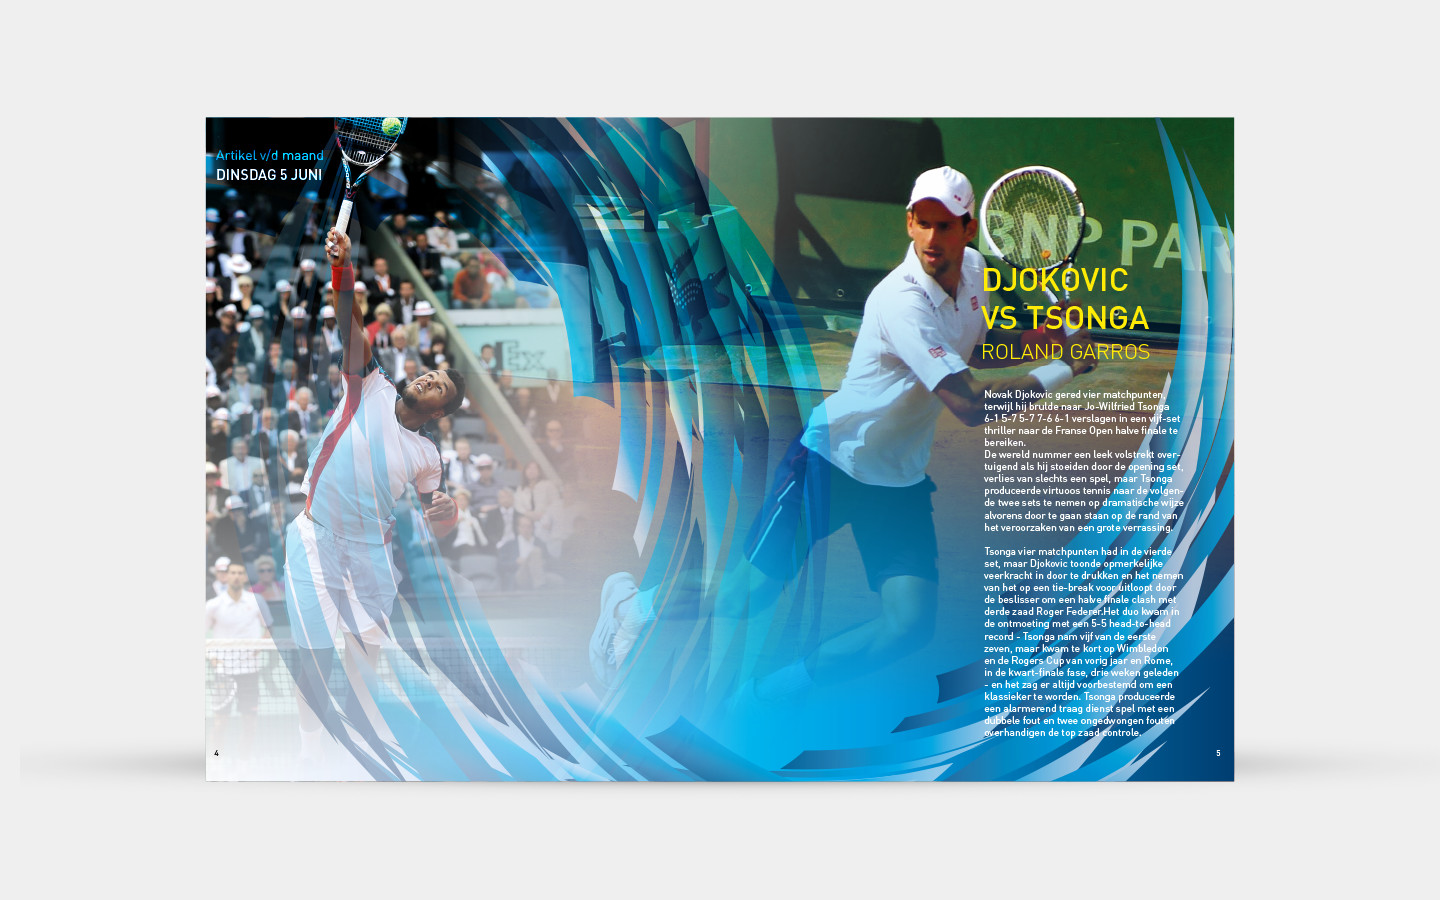 Artikel v/d maand
DINSDAG 5 JUNI
Ex
BNP PAR
DJOKOVIC
VS TSONGA
ROLAND GARROS
Novak Djokovic gered vier matchpunten,
terwijl hij brulde naar Jo-Wilfried Tsonga
6-1 5-7 5-7 7-6 6-1 verslagen in een vijf-set
thriller naar de Franse Open halve finale te
bereiken.
De wereld nummer een leek volstrekt over-
tuigend als hij stoeiden door de opening set,
verlies van slechts een spel, maar Tsonga
produceerde virtuoos tennis naar de volgen-
de twee sets te nemen op dramatische wijze
alvorens door te gaan staan op de rand van
het veroorzaken van een grote verrassing.
Tsonga vier matchpunten had in de vierde
set, maar Djokovic toonde opmerkelijke
veerkracht in door te drukken en het nemen
van het op een tie-break voor uitloopt door
de beslisser om een halve finale clash met
derde zaad Roger Federer.Het duo kwam in
de ontmoeting met een 5-5 head-to-head
record - Tsonga nam vijf van de eerste
zeven, maar kwam te kort op Wimbledon
en de Rogers Cup van vorig jaar en Rome,
in de kwart-finale fase, drie weken geleden
- en het zag er altijd voorbestemd om een
klassieker te worden. Tsonga produceerde
een alarmerend traag dienst spel met een
dubbele fout en twee ongedwongen fouten
overhandigen de top zaad controle.
4
5